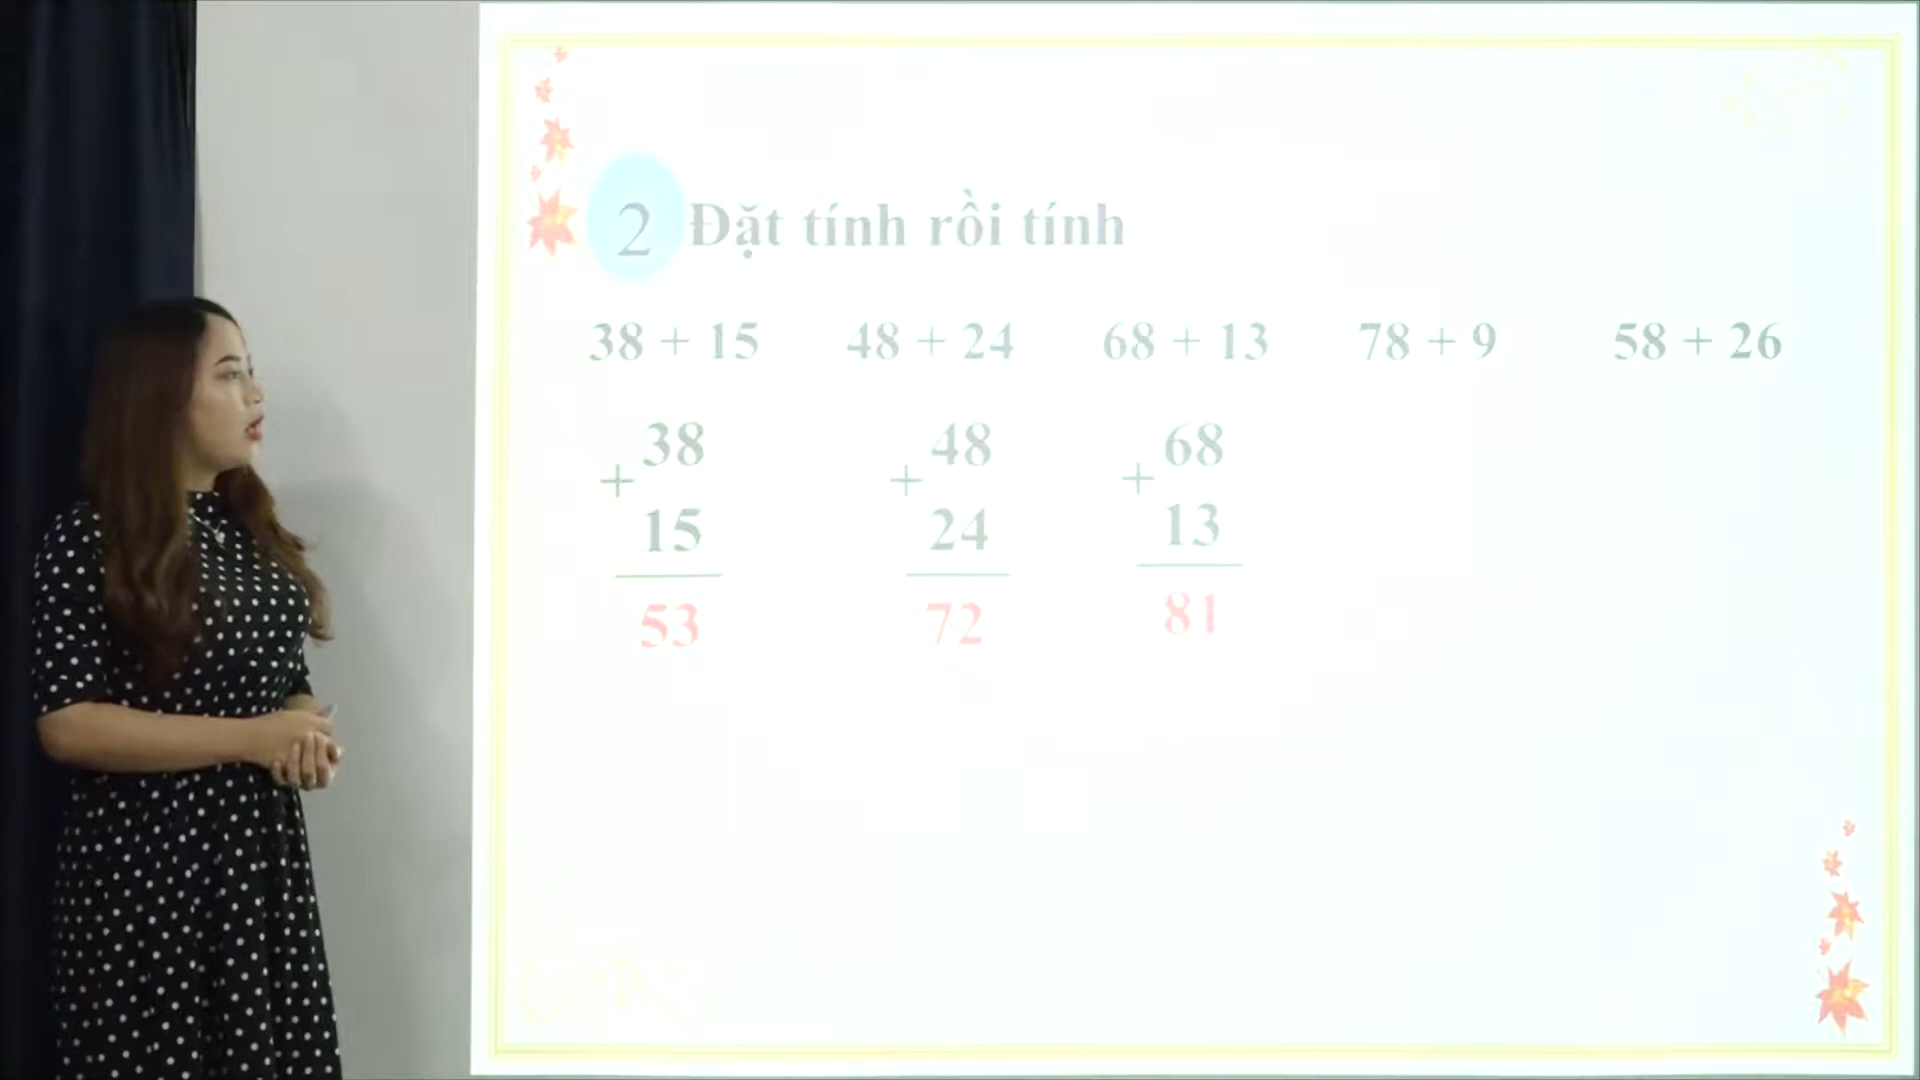 2 Đặt tính rồi tính
38 + 15 48 + 24 68 + 13 78 + 9 58 + 26
38 48 68
+ + +
15 24 13
53 72 81